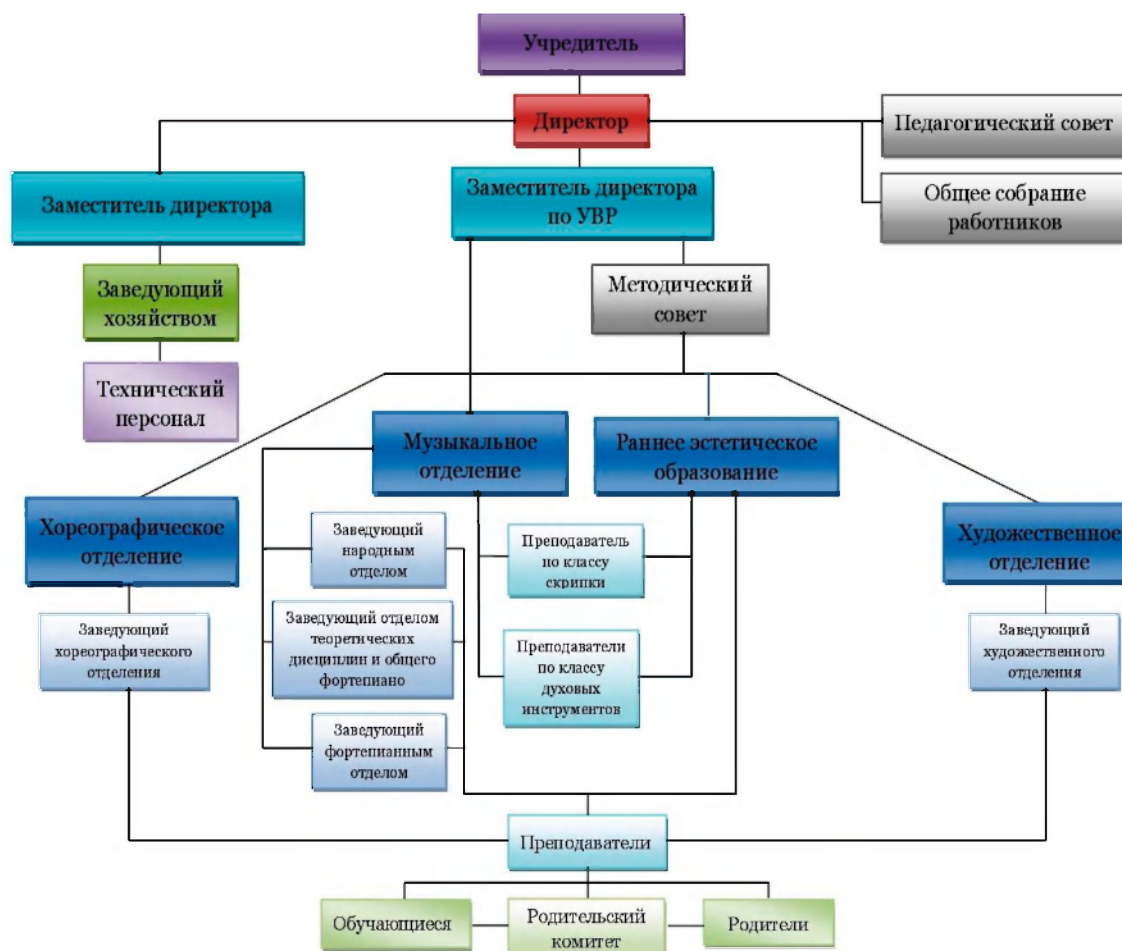 Учредитель
Директор
Педагогический совет
Заместитель директора
Заместитель директора
по УВР
Общее собрание
работников
Заведующий
хозяйством
Методический
совет
Технический
персонал
Музыкальное
отделение
Раннее эстетическое
образование
Хореографическое
отделение
Заведующий
народным
отделом
Преподаватель
по классу
скрипки
Художественное
отделение
Заведующий
хореографического
отделения
Заведующий отделом
теоретических
дисциплин и общего
фортепиано
Преподаватели
по классу
духовых
инструментов
Заведующий
художественного
отделения
Заведующий
фортепианным
отделом
Преподаватели
Обучающиеся
Родительский
комитет
Родители